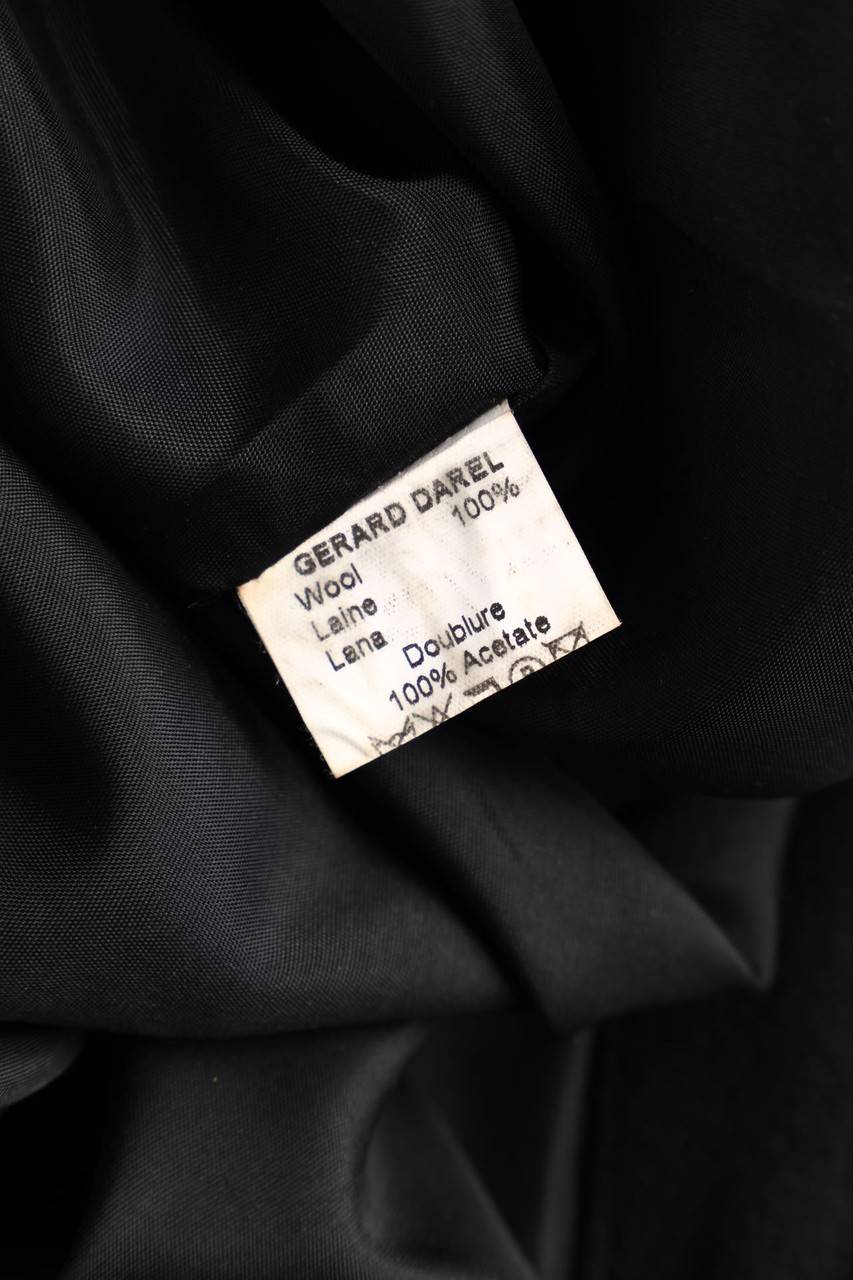 GERARD DAREL
100%
Wool
Laine
Lana
Doublure
100% Acetate